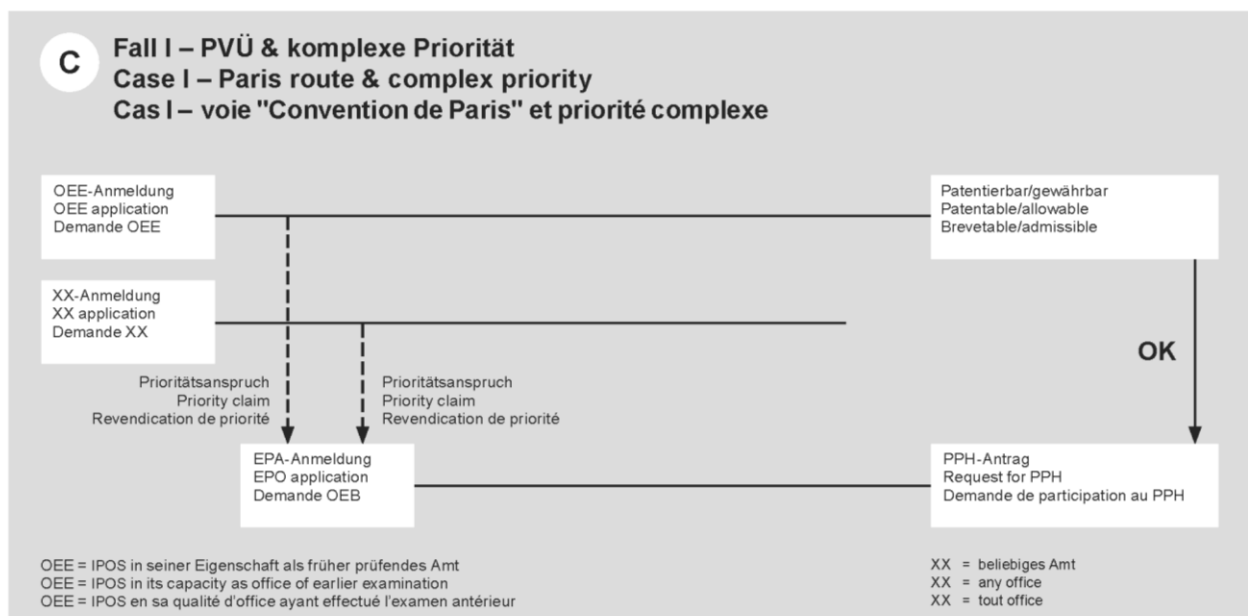 C
Fall I – PVÜ & komplexe Priorität
Case I – Paris route & complex priority
Cas I – voie "Convention de Paris" et priorité complexe
OEE-Anmeldung
OEE application
Demande OEE
Patentierbar/gewährbar
Patentable/allowable
Brevetable/admissible
XX-Anmeldung
XX application
Demande XX
OK
Prioritätsanspruch
Priority claim
Revendication de priorité
Prioritätsanspruch
Priority claim
Revendication de priorité
EPA-Anmeldung
EPO application
Demande OEB
PPH-Antrag
Request for PPH
Demande de participation au PPH
OEE = IPOS in seiner Eigenschaft als früher prüfendes Amt
OEE = IPOS in its capacity as office of earlier examination
OEE = IPOS en sa qualité d'office ayant effectué l'examen antérieur
XX = beliebiges Amt
XX = any office
XX = tout office